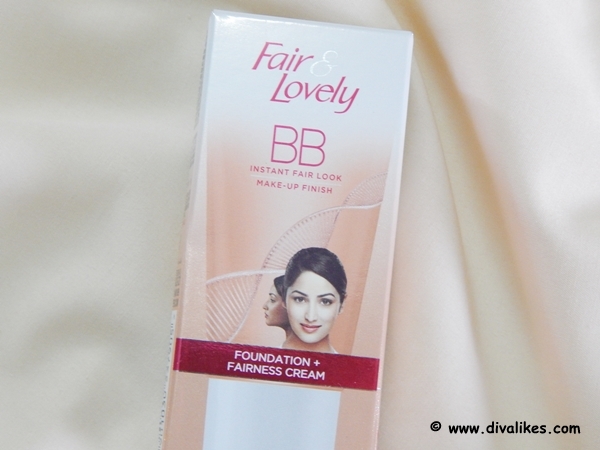 Fair &
Lovely
BB
INSTANT FAIR LOOK
MAKE-UP FINISH
FOUNDATION +
FAIRNESS CREAM
© www.divalikes.com